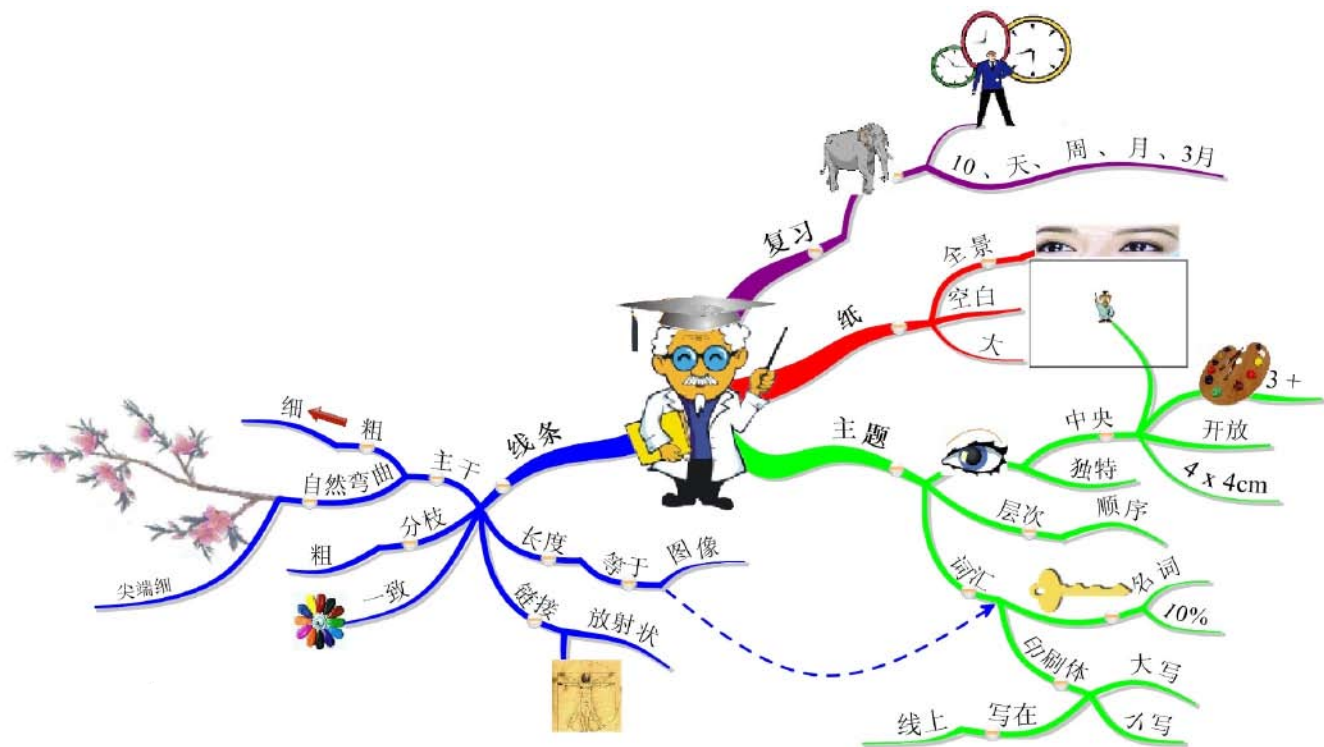 10、天、周、月、3月
复习
全景
空白
大
纸
3+
中央
开放
4 x 4cm
独特
主题
层次
顺序
词汇
名词
10%
印刷体
大写
写
写在
线上
线条
主干
粗
细
自然弯曲
尖端细
分枝
粗
一致
长度
等于
图像
链接
放射状